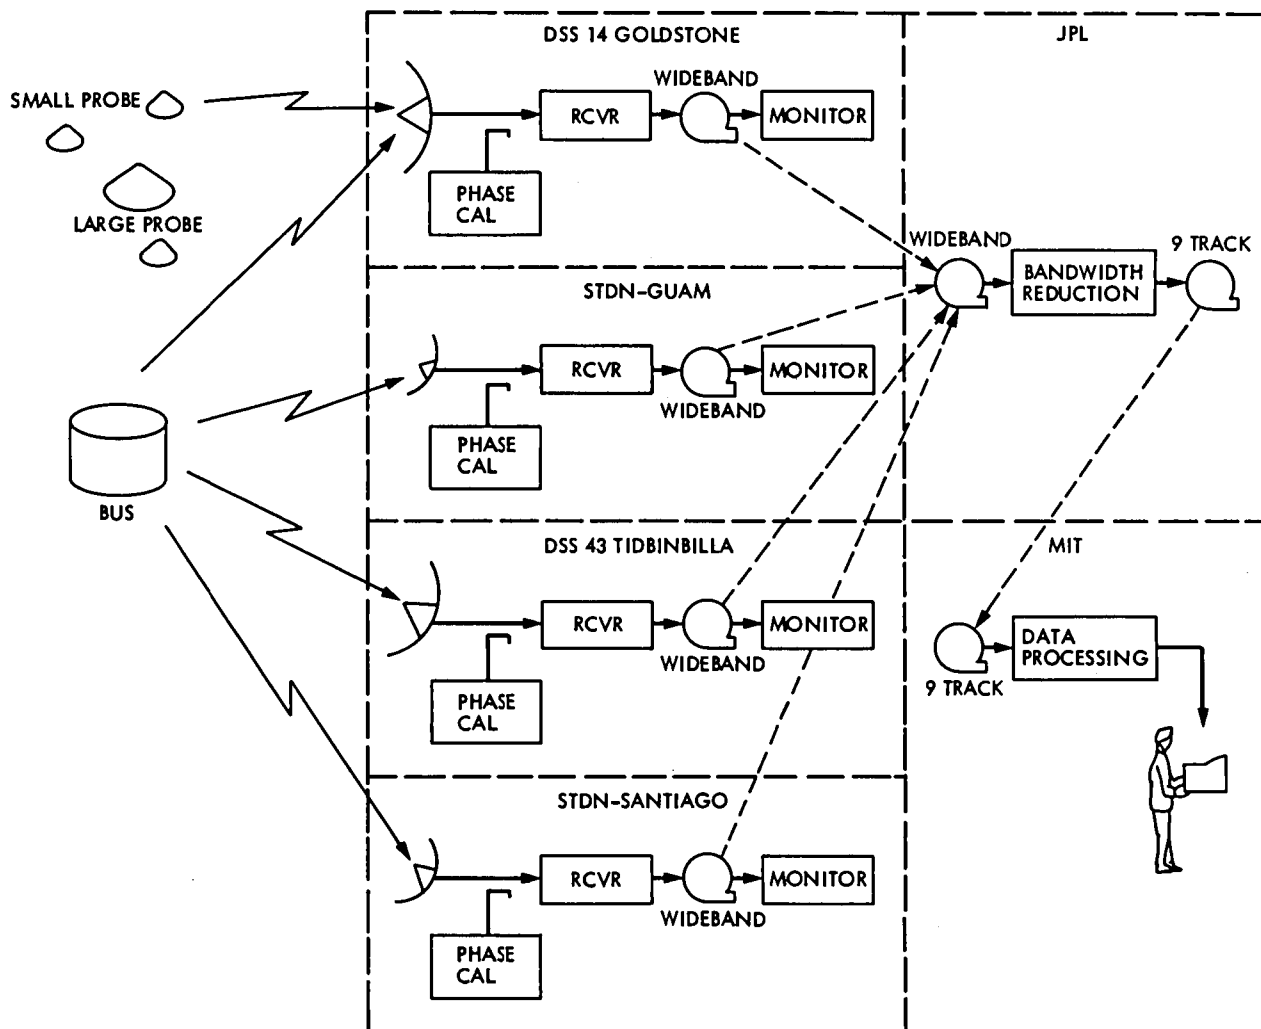 DSS 14 GOLDSTONE
JPL
SMALL PROBE
WIDEBAND
RCVR
MONITOR
PHASE
CAL
LARGE PROBE
WIDEBAND
9 TRACK
BANDWIDTH
REDUCTION
STDN-GUAM
RCVR
MONITOR
WIDEBAND
PHASE
CAL
BUS
DSS 43 TIDBINBILLA
MIT
RCVR
MONITOR
WIDEBAND
DATA
PROCESSING
9 TRACK
PHASE
CAL
STDN-SANTIAGO
RCVR
MONITOR
WIDEBAND
PHASE
CAL